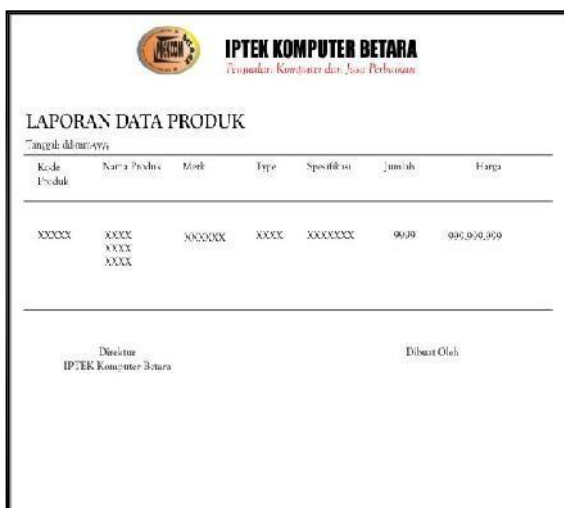 IPTEK KOMPUTER BETARA
Penjualan Komputer dan Jasa Perbaikan
LAPORAN DATA PRODUK
Tanggal: dd-mm-yyyy
Kode Produk Nama Produk Merk Type Spesifikasi Jumlah Harga
XXXXX XXXX XXXXXX XXXX XXXXXXX 9999 999.999.999
XXXX
XXXX
Direktur Dibuat Oleh
IPTEK Komputer Betara